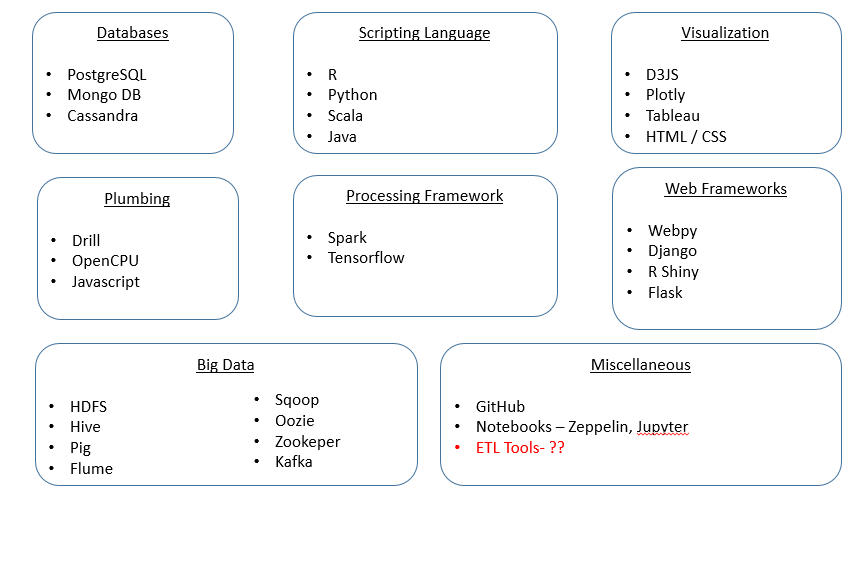 Databases
• PostgreSQL
• Mongo DB
• Cassandra
Scripting Language
• R
• Python
• Scala
• Java
Visualization
• D3JS
• Plotly
• Tableau
• HTML / CSS
Plumbing
• Drill
• OpenCPU
• Javascript
Processing Framework
• Spark
• Tensorflow
Web Frameworks
• Webpy
• Django
• R Shiny
• Flask
Big Data
• HDFS
• Hive
• Pig
• Flume
• Sqoop
• Oozie
• Zookeper
• Kafka
Miscellaneous
• GitHub
• Notebooks – Zeppelin, Jupyter
• ETL Tools- ??